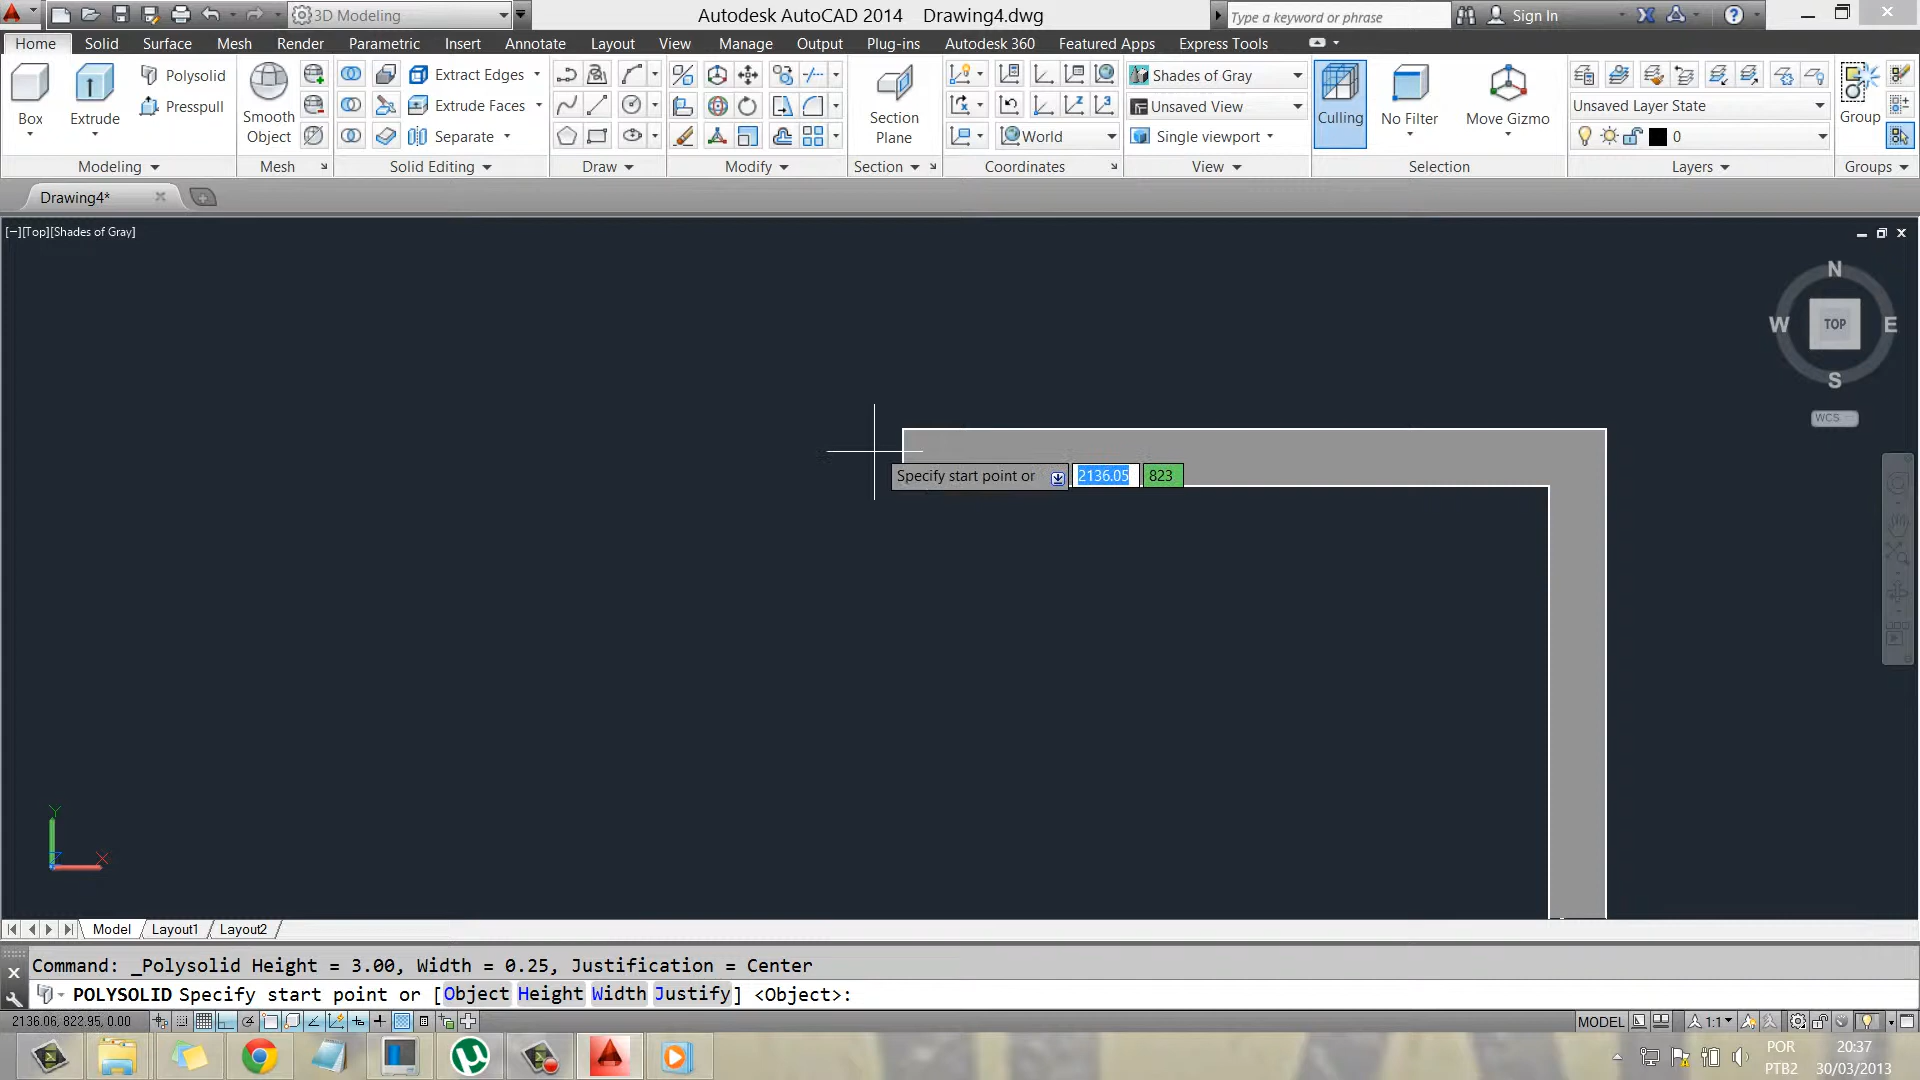 3D Modeling
Autodesk AutoCAD 2014 Drawing4.dwg
Type a keyword or phrase
Sign In
Home Solid Surface Mesh Render Parametric Insert Annotate Layout View Manage Output Plug-ins Autodesk 360 Featured Apps Express Tools
Box
Extrude
Polysolid
Presspull
Modeling
Smooth
Object
Mesh
Extract Edges
Extrude Faces
Separate
Solid Editing
Draw
Modify
Section
Plane
Section
World
Coordinates
Shades of Gray
Unsaved View
Single viewport
View
Culling
No Filter
Move Gizmo
Selection
Unsaved Layer State
0
Layers
Group
Groups
Drawing4*
[−][Top][Shades of Gray]
N
W TOP E
S
WCS
Specify start point or 2136.05 823
Y
X
Model Layout1 Layout2
Command: _Polysolid Height = 3.00, Width = 0.25, Justification = Center
POLYSOLID Specify start point or [Object Height Width Justify] <Object>:
2136.06, 822.95, 0.00
MODEL
1:1
POR
PTB2
20:37
30/03/2013